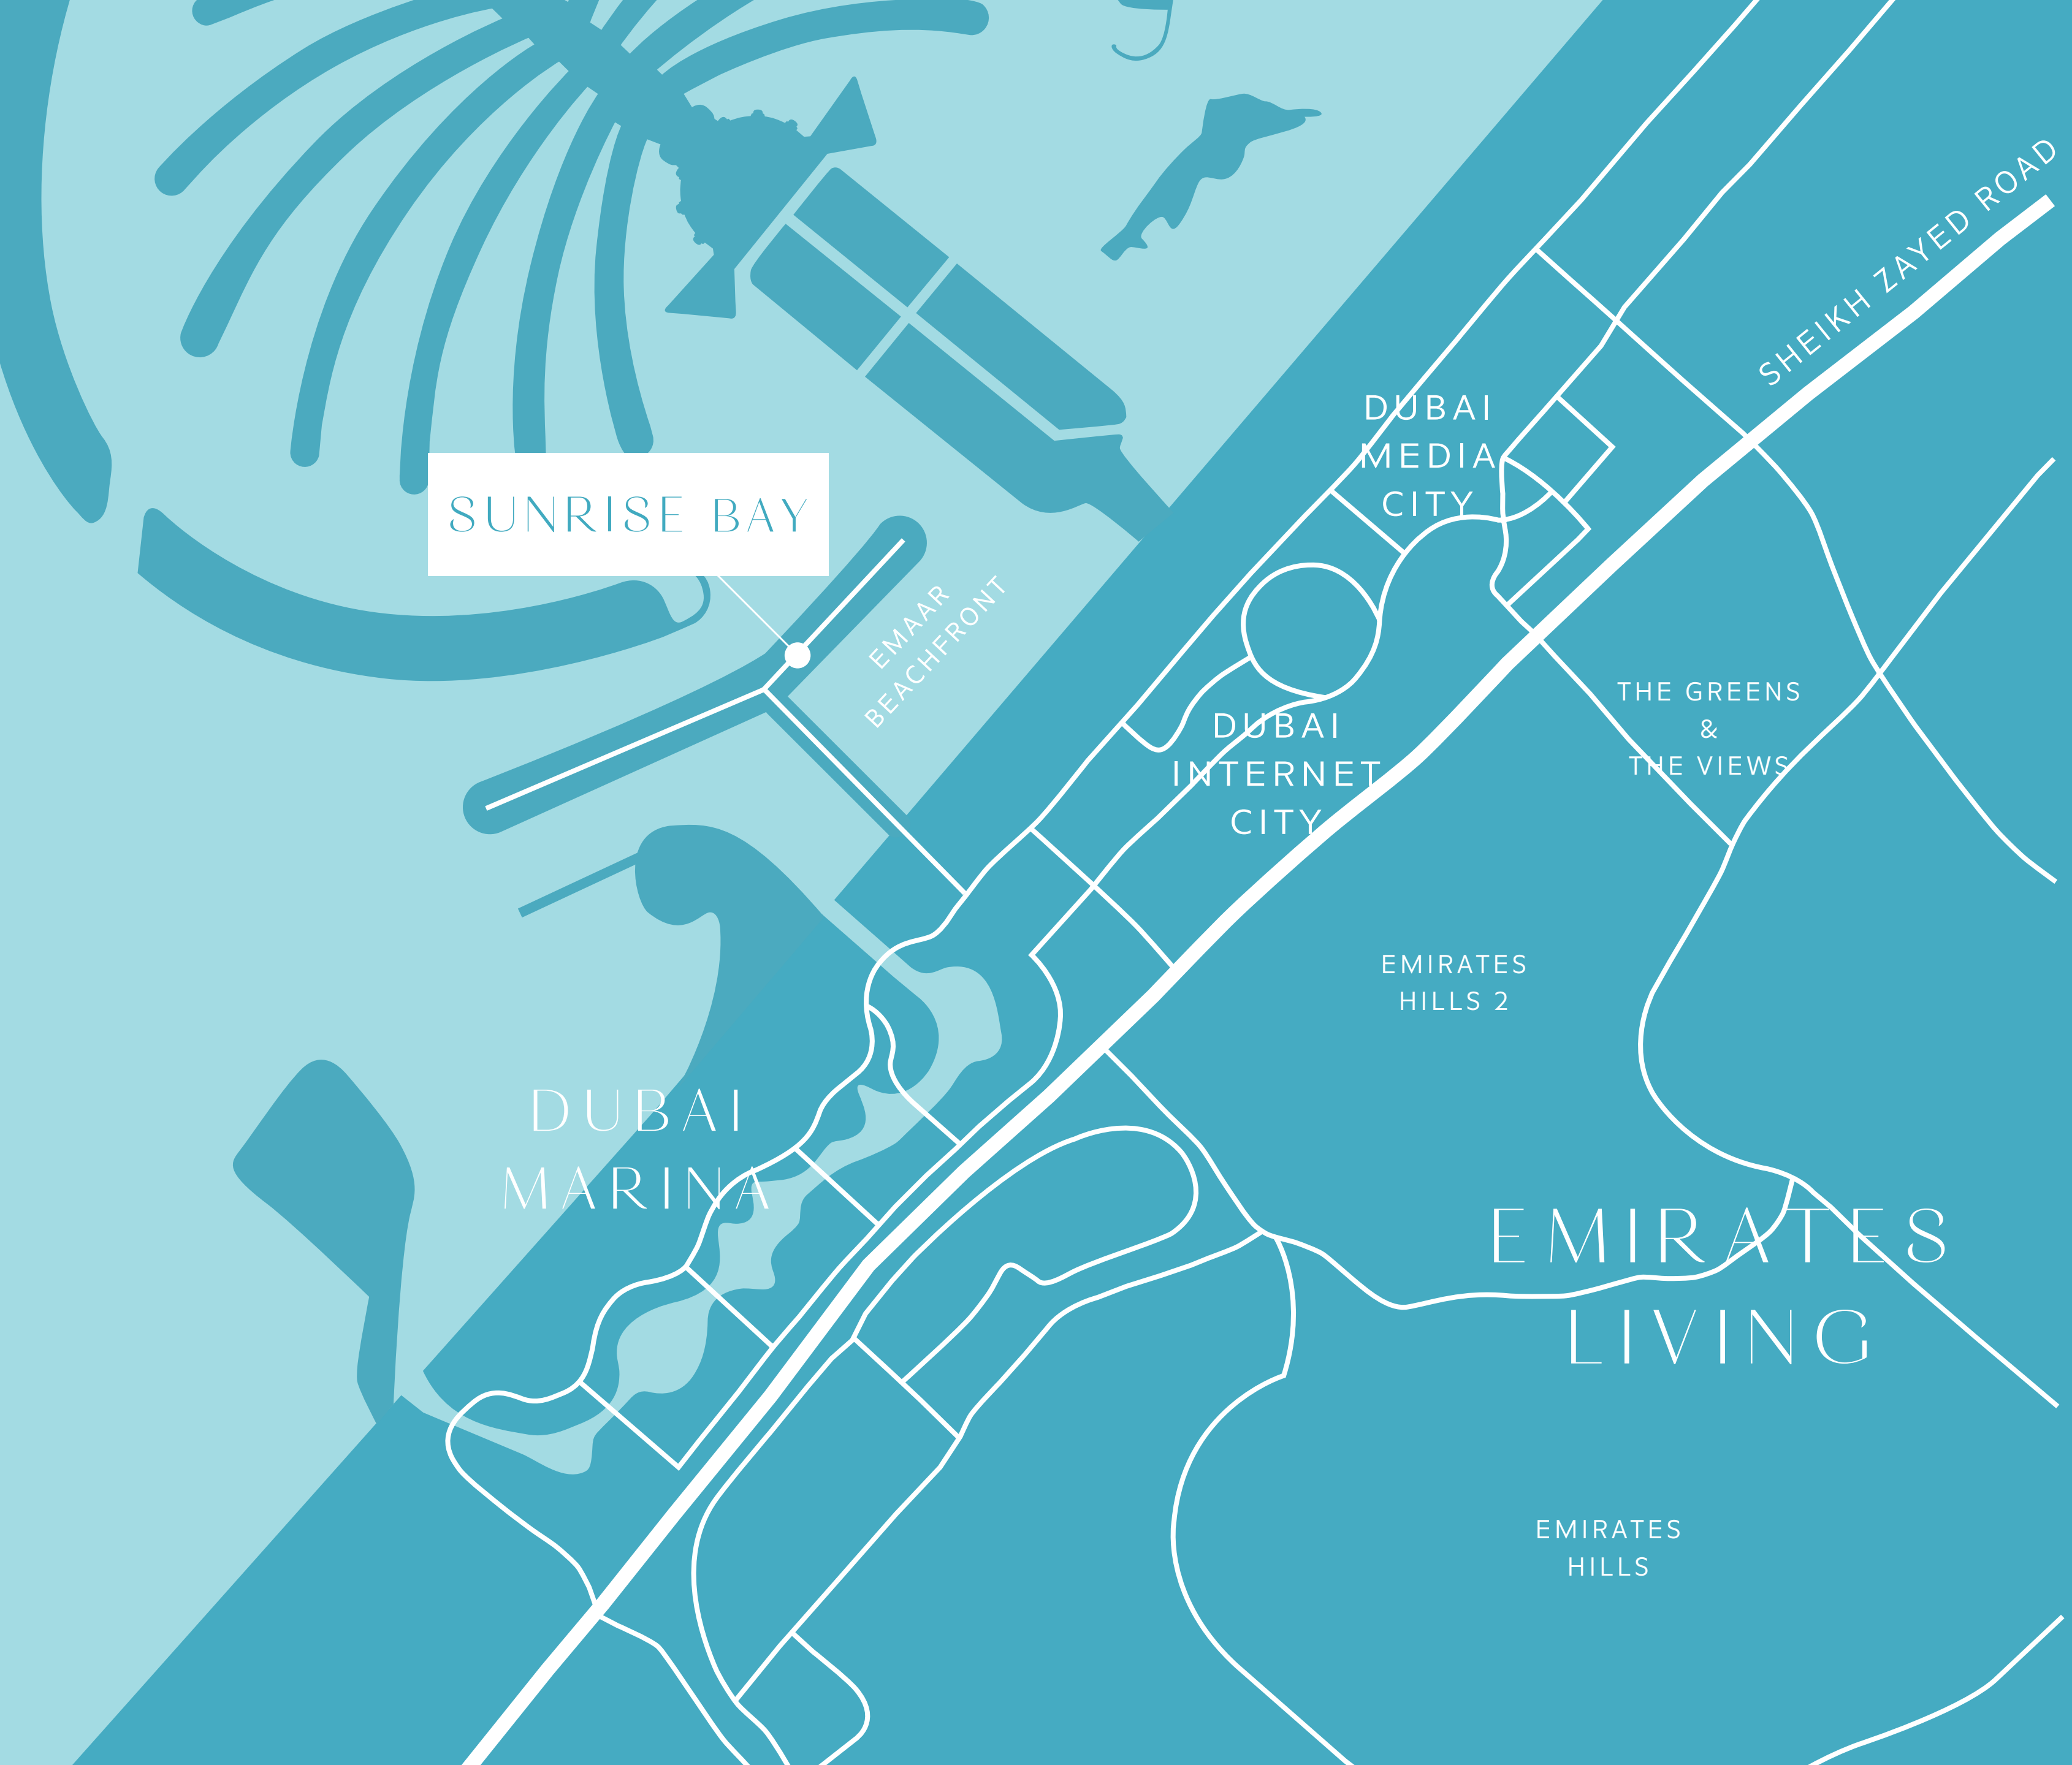 SHEIKH ZAYED ROAD
DUBAI
MEDIA
CITY
SUNRISE BAY
EMAAR
BEACHFRONT
THE GREENS
&
THE VIEWS
DUBAI
INTERNET
CITY
EMIRATES
HILLS 2
DUBAI
MARINA
EMIRATES
LIVING
EMIRATES
HILLS